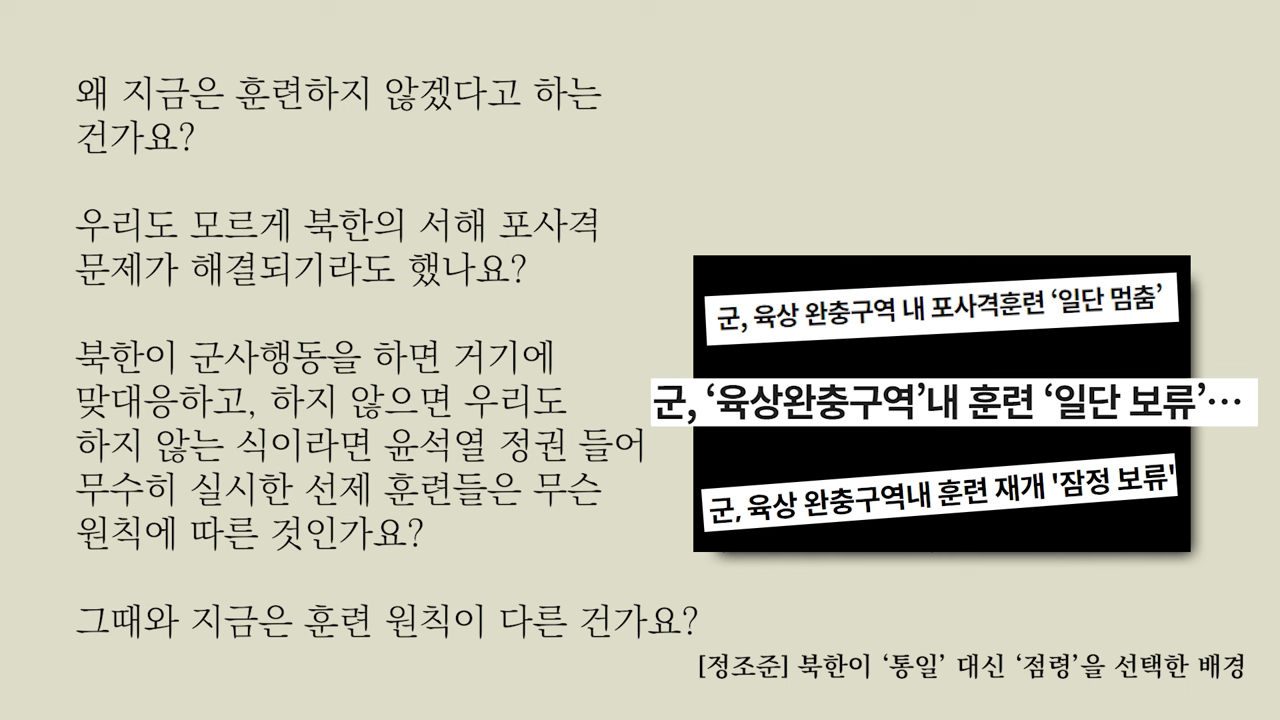 왜 지금은 훈련하지 않겠다고 하는
건가요?
우리도 모르게 북한의 서해 포사격
문제가 해결되기라도 했나요?
북한이 군사행동을 하면 거기에
맞대응하고, 하지 않으면 우리도
하지 않는 식이라면 윤석열 정권 들어
무수히 실시한 선제 훈련들은 무슨
원칙에 따른 것인가요?
그때와 지금은 훈련 원칙이 다른 건가요?
군, 육상 완충구역 내 포사격훈련 ‘일단 멈춤’
군, ‘육상완충구역’내 훈련 ‘일단 보류’…
군, 육상 완충구역내 훈련 재개 '잠정 보류'
[정조준] 북한이 ‘통일’ 대신 ‘점령’을 선택한 배경